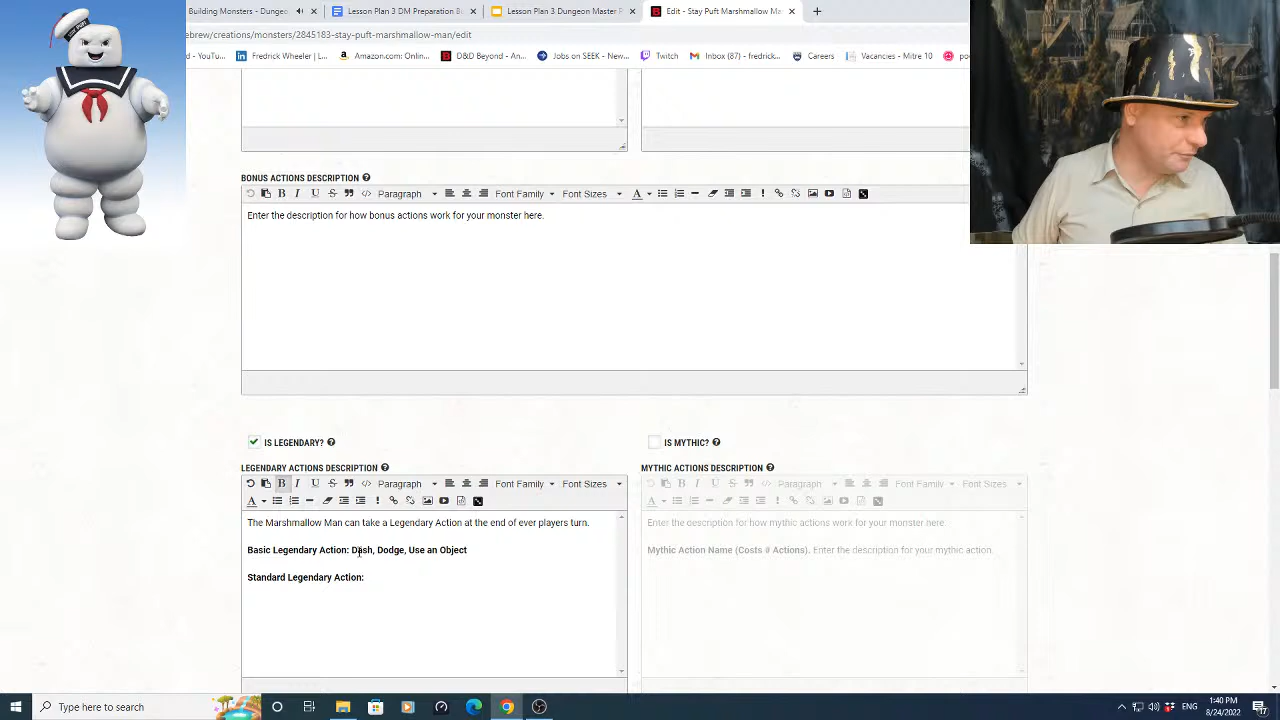 Building Monsters - Dungeo
Lesson Plan 3 DM Preparation B
Lesson Plan 3 Dungeon Master P
Edit - Stay Puft Marshmallow Ma
ebrew/creations/monsters/2845183-stay-puft-marshmallow-man/edit
d - YouTu...
Fredrick Wheeler | L...
Amazon.com: Onlin...
D&D Beyond - An...
Jobs on SEEK - New...
Twitch
Inbox (87) - fredrick...
Careers
Vacancies - Mitre 10
STAY PUFT
BONUS ACTIONS DESCRIPTION
Paragraph
Font Family
Font Sizes
Enter the description for how bonus actions work for your monster here.
IS LEGENDARY?
IS MYTHIC?
LEGENDARY ACTIONS DESCRIPTION
MYTHIC ACTIONS DESCRIPTION
Paragraph
Font Family
Font Sizes
Paragraph
Font Family
Font Sizes
The Marshmallow Man can take a Legendary Action at the end of ever players turn.
Basic Legendary Action: Dash, Dodge, Use an Object
Standard Legendary Action:
Enter the description for how mythic actions work for your monster here.
Mythic Action Name (Costs # Actions). Enter the description for your mythic action.
Type here to search
ENG
1:40 PM
8/24/2022
17